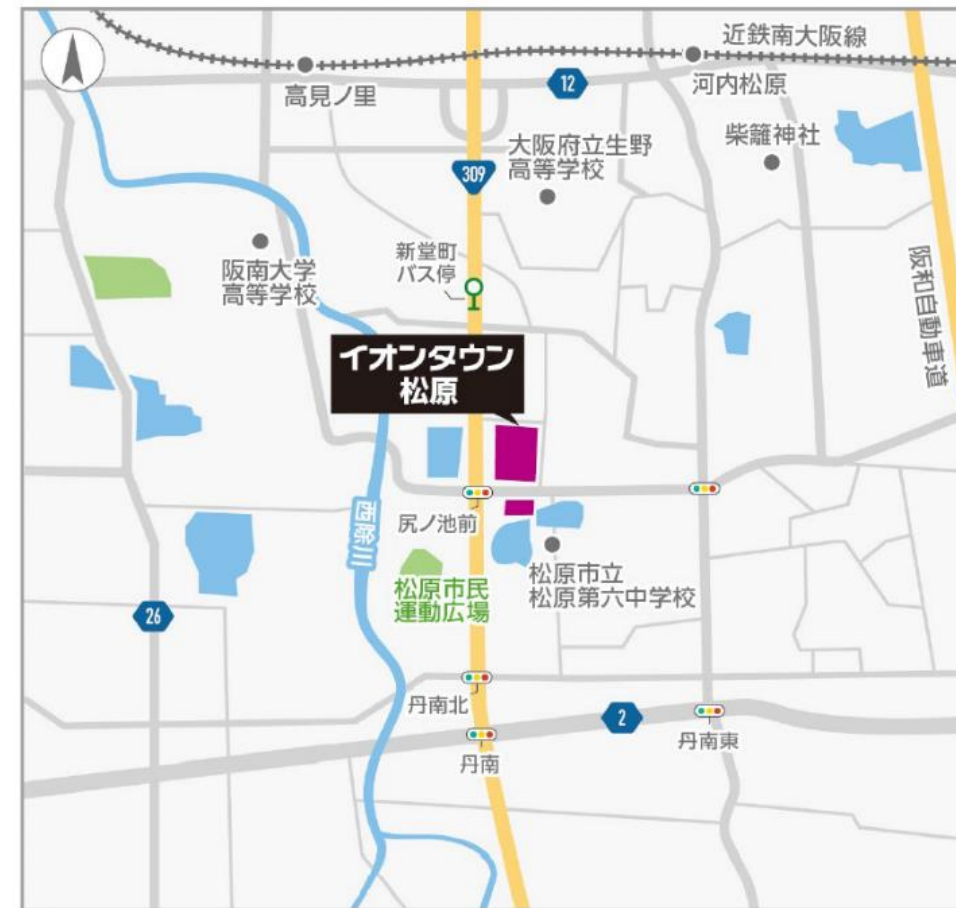 近鉄南大阪線
高見ノ里
12
河内松原
大阪府立生野
高等学校
柴籬神社
309
阪南大学
高等学校
新堂町
バス停
阪和自動車道
イオンタウン
松原
尻ノ池前
西除川
松原市民
運動広場
松原市立
松原第六中学校
26
丹南北
2
丹南東
丹南